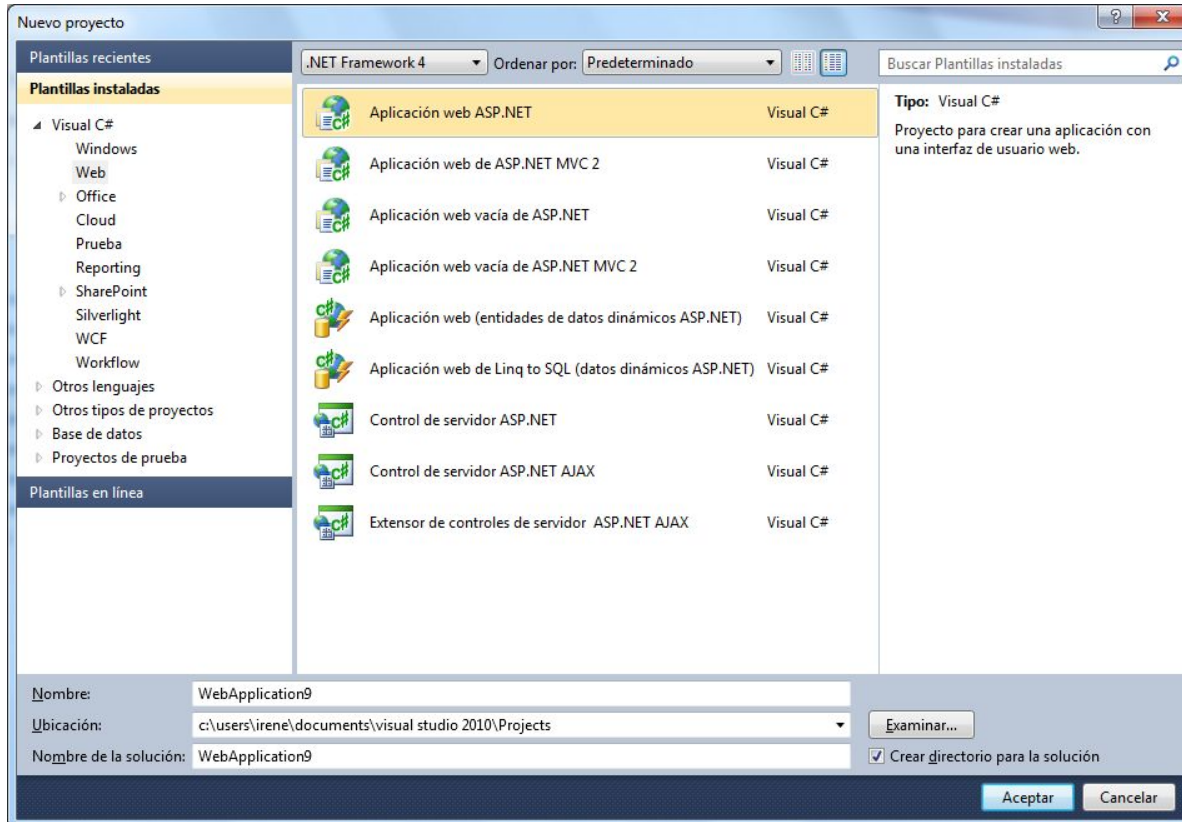 Nuevo proyecto
Plantillas recientes
Plantillas instaladas
Visual C#
Windows
Web
Office
Cloud
Prueba
Reporting
SharePoint
Silverlight
WCF
Workflow
Otros lenguajes
Otros tipos de proyectos
Base de datos
Proyectos de prueba
Plantillas en línea
.NET Framework 4 Ordenar por: Predeterminado
Aplicación web ASP.NET Visual C#
Aplicación web de ASP.NET MVC 2 Visual C#
Aplicación web vacía de ASP.NET Visual C#
Aplicación web vacía de ASP.NET MVC 2 Visual C#
Aplicación web (entidades de datos dinámicos ASP.NET) Visual C#
Aplicación web de Linq to SQL (datos dinámicos ASP.NET) Visual C#
Control de servidor ASP.NET Visual C#
Control de servidor ASP.NET AJAX Visual C#
Extensor de controles de servidor ASP.NET AJAX Visual C#
Buscar Plantillas instaladas
Tipo: Visual C#
Proyecto para crear una aplicación con
una interfaz de usuario web.
Nombre: WebApplication9
Ubicación: c:\users\irene\documents\visual studio 2010\Projects Examinar...
Nombre de la solución: WebApplication9 Crear directorio para la solución
Aceptar Cancelar